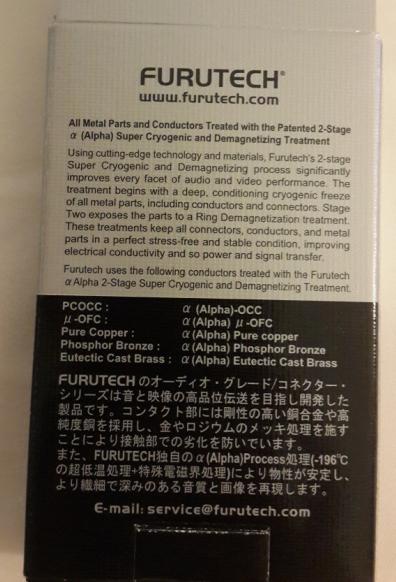 FURUTECH®
www.furutech.com
All Metal Parts and Conductors Treated with the Patented 2-Stage
α (Alpha) Super Cryogenic and Demagnetizing Treatment
Using cutting-edge technology and materials, Furutech's 2-stage
Super Cryogenic and Demagnetizing process significantly
improves every facet of audio and video performance. The
treatment begins with a deep, conditioning cryogenic freeze
of all metal parts, including conductors and connectors. Stage
Two exposes the parts to a Ring Demagnetization treatment.
These treatments keep all connectors, conductors, and metal
parts in a perfect stress-free and stable condition, improving
electrical conductivity and so power and signal transfer.
Furutech uses the following conductors treated with the Furutech
α Alpha 2-Stage Super Cryogenic and Demagnetizing Treatment.
PCOCC : α (Alpha)-OCC
μ-OFC : α (Alpha) μ-OFC
Pure Copper : α (Alpha) Pure copper
Phosphor Bronze : α (Alpha) Phosphor Bronze
Eutectic Cast Brass : α (Alpha) Eutectic Cast Brass
FURUTECH のオーディオ・グレード/コネクター・
シリーズは音と映像の高品位伝送を目指し開発した
製品です。コンタクト部には剛性の高い銅合金や高
純度銅を採用し、金やロジウムのメッキ処理を施す
ことにより接触部での劣化を防いでいます。
また、FURUTECH独自のα(Alpha)Process処理(-196℃
の超低温処理+特殊電磁界処理)により物性が安定し、
より繊細で深みのある音質と画像を再現します。
E-mail: service@furutech.com